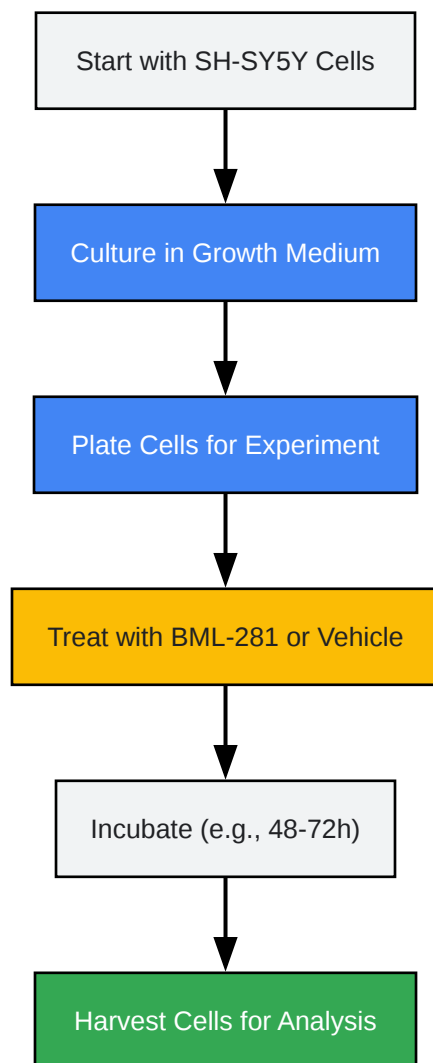 Start with SH-SY5Y Cells
Culture in Growth Medium
Plate Cells for Experiment
Treat with BML-281 or Vehicle
Incubate (e.g., 48-72h)
Harvest Cells for Analysis